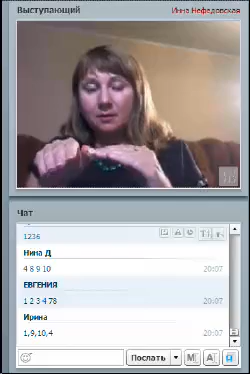 Выступающий
Инна Нефедовская
Чат
1236
Нина Д
4 8 9 10
20:07
ЕВГЕНИЯ
1 2 3 4 78
20:07
Ирина
1,9,10,4
20:07
Послать